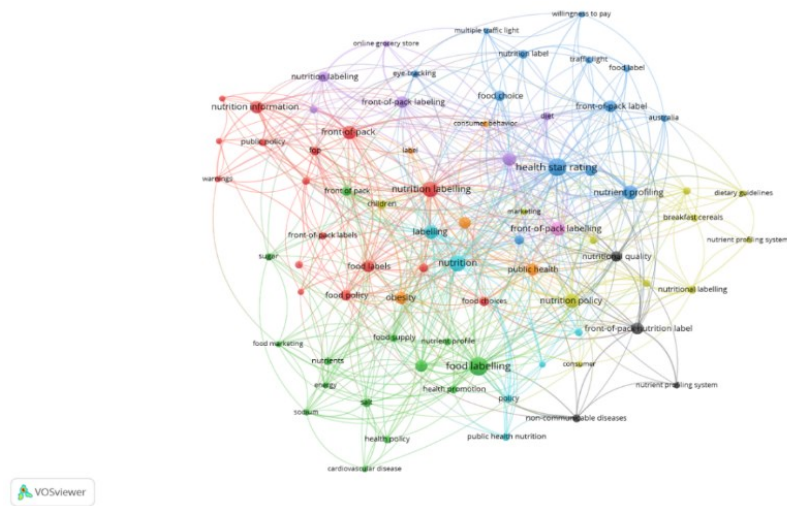 willingness to pay
multiple traffic light
online grocery store
nutrition label
traffic light
food label
nutrition labeling
eye-tracking
food choice
front-of-pack labeling
front-of-pack label
nutrition information
consumer behavior
diet
australia
front-of-pack
public policy
fop
label
health star rating
warnings
nutrition labelling
nutrient profiling
dietary guidelines
front of pack
children
marketing
breakfast cereals
front-of-pack labels
labelling
front-of-pack labelling
nutrient profiling system
sugar
nutritional quality
food labels
nutrition
public health
food policy
obesity
food choices
nutrition policy
nutritional labelling
front-of-pack nutrition label
food marketing
food supply
nutrient profile
nutrients
food labelling
consumer
energy
health promotion
nutrient profiling system
salt
policy
sodium
non-communicable diseases
health policy
public health nutrition
cardiovascular disease
VOSviewer